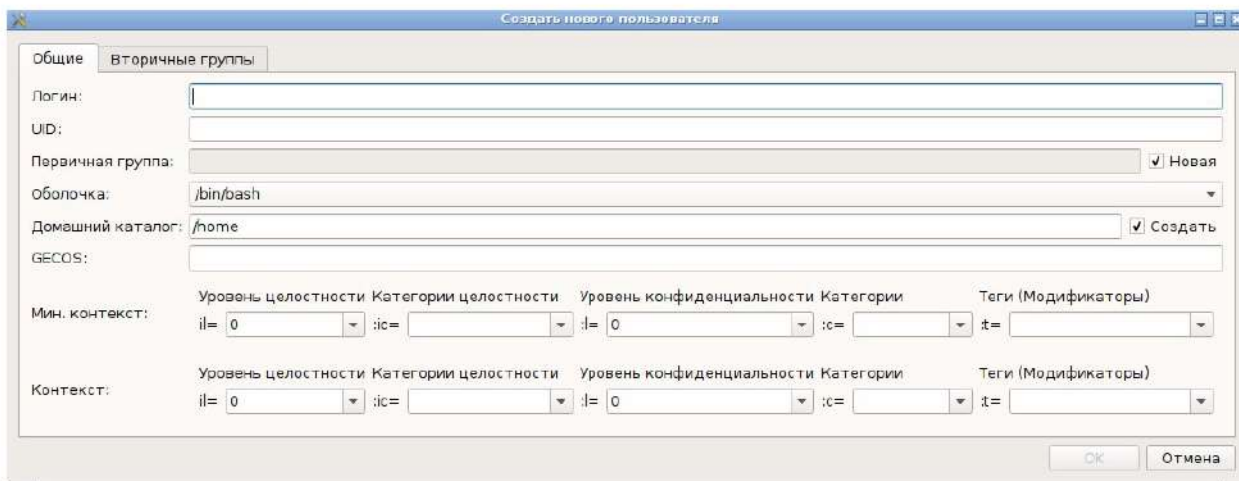 Создать нового пользователя
Общие Вторичные группы
Логин:
UID:
Первичная группа: Новая
Оболочка: /bin/bash
Домашний каталог: /home Создать
GECOS:
Уровень целостности Категории целостности Уровень конфиденциальности Категории Теги (Модификаторы)
Мин. контекст: il= 0 :ic= :l= 0 :c= :t=
Уровень целостности Категории целостности Уровень конфиденциальности Категории Теги (Модификаторы)
Контекст: il= 0 :ic= :l= 0 :c= :t=
OK Отмена